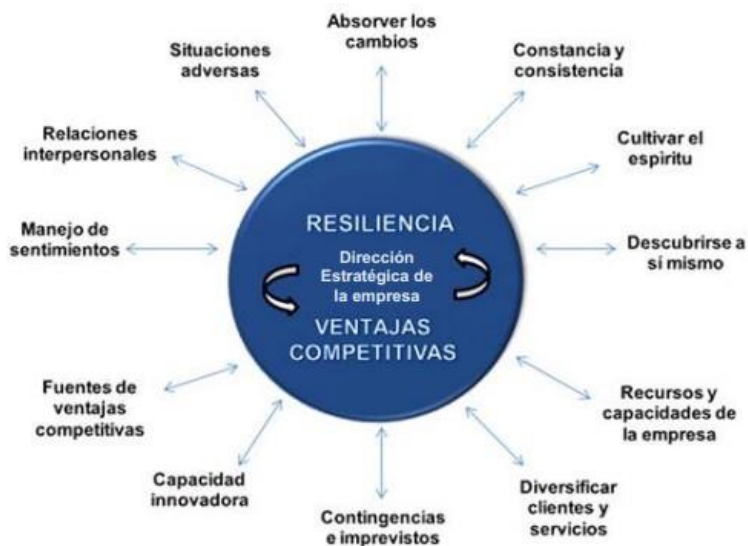 Absorver los
cambios
Situaciones
adversas
Constancia y
consistencia
Relaciones
interpersonales
Cultivar el
espiritu
Manejo de
sentimientos
Descubrirse a
sí mismo
RESILIENCIA
Dirección
Estratégica de
la empresa
VENTAJAS
COMPETITIVAS
Fuentes de
ventajas
competitivas
Recursos y
capacidades de
la empresa
Capacidad
innovadora
Diversificar
clientes y
servicios
Contingencias
e imprevistos